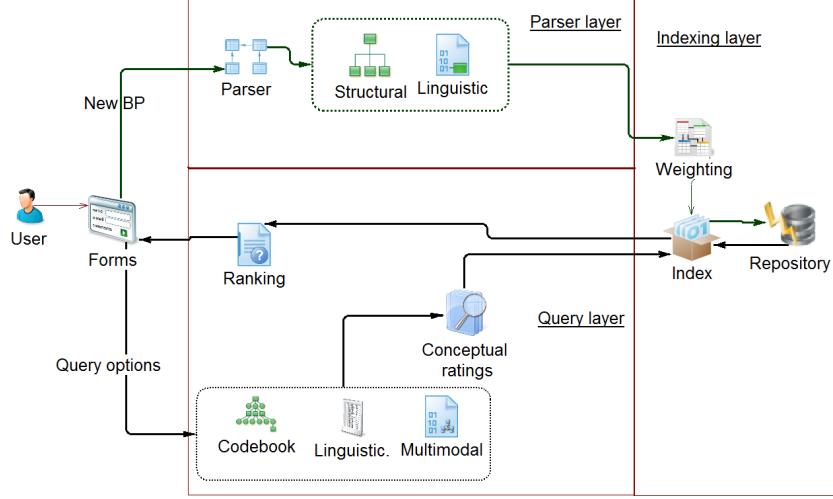 Parser layer
Indexing layer
Parser
Structural
Linguistic
New BP
Weighting
User
Forms
Ranking
Index
Repository
Query layer
Conceptual
ratings
Query options
Codebook
Linguistic.
Multimodal